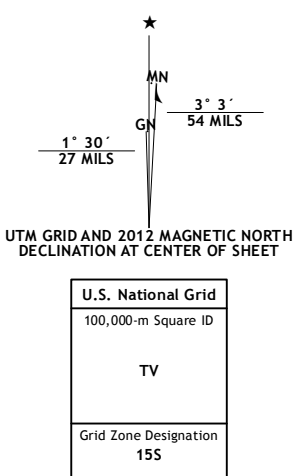 ★
MN
3° 3´
54 MILS
GN
1° 30´
27 MILS
UTM GRID AND 2012 MAGNETIC NORTH
DECLINATION AT CENTER OF SHEET
U.S. National Grid
100,000-m Square ID
TV
Grid Zone Designation
15S